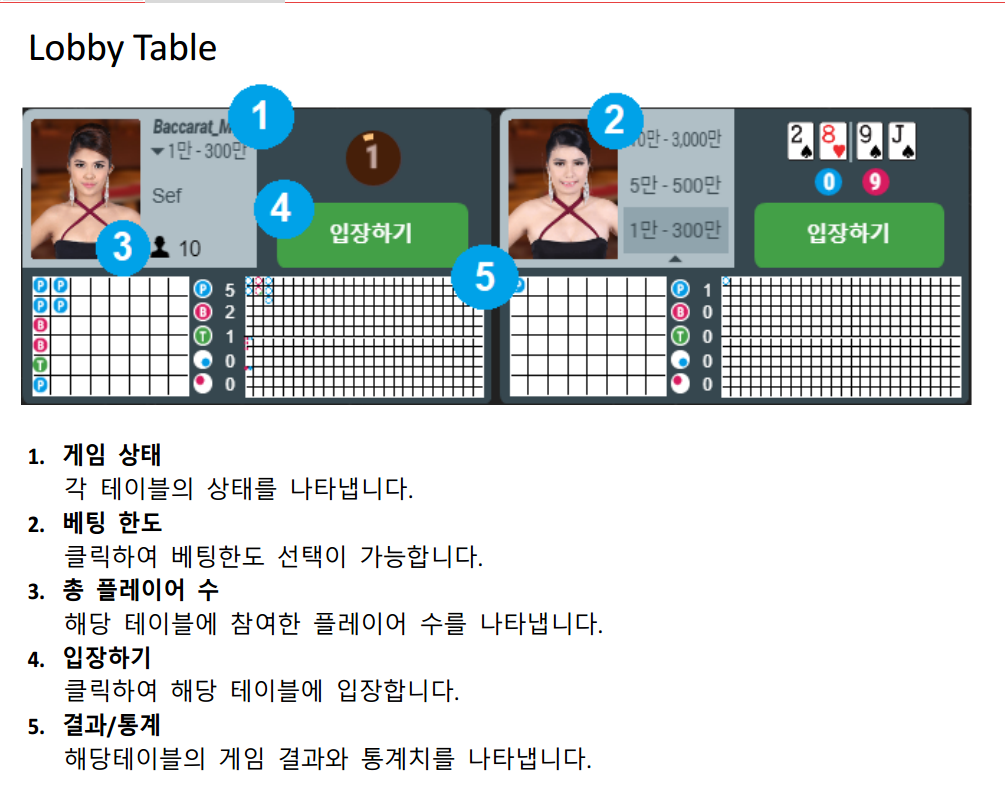 Lobby Table
1
Baccarat_M
1만 - 300만
1
Sef
4
입장하기
3
10
P P
P P
B
B
T
P
P 5
B 2
T 1
0
0
5
2
0만 - 3,000만
5만 - 500만
1만 - 300만
2 8 9 J
0 9
입장하기
P
P 1
B 0
T 0
0
0
1. 게임 상태
각 테이블의 상태를 나타냅니다.
2. 베팅 한도
클릭하여 베팅한도 선택이 가능합니다.
3. 총 플레이어 수
해당 테이블에 참여한 플레이어 수를 나타냅니다.
4. 입장하기
클릭하여 해당 테이블에 입장합니다.
5. 결과/통계
해당테이블의 게임 결과와 통계치를 나타냅니다.